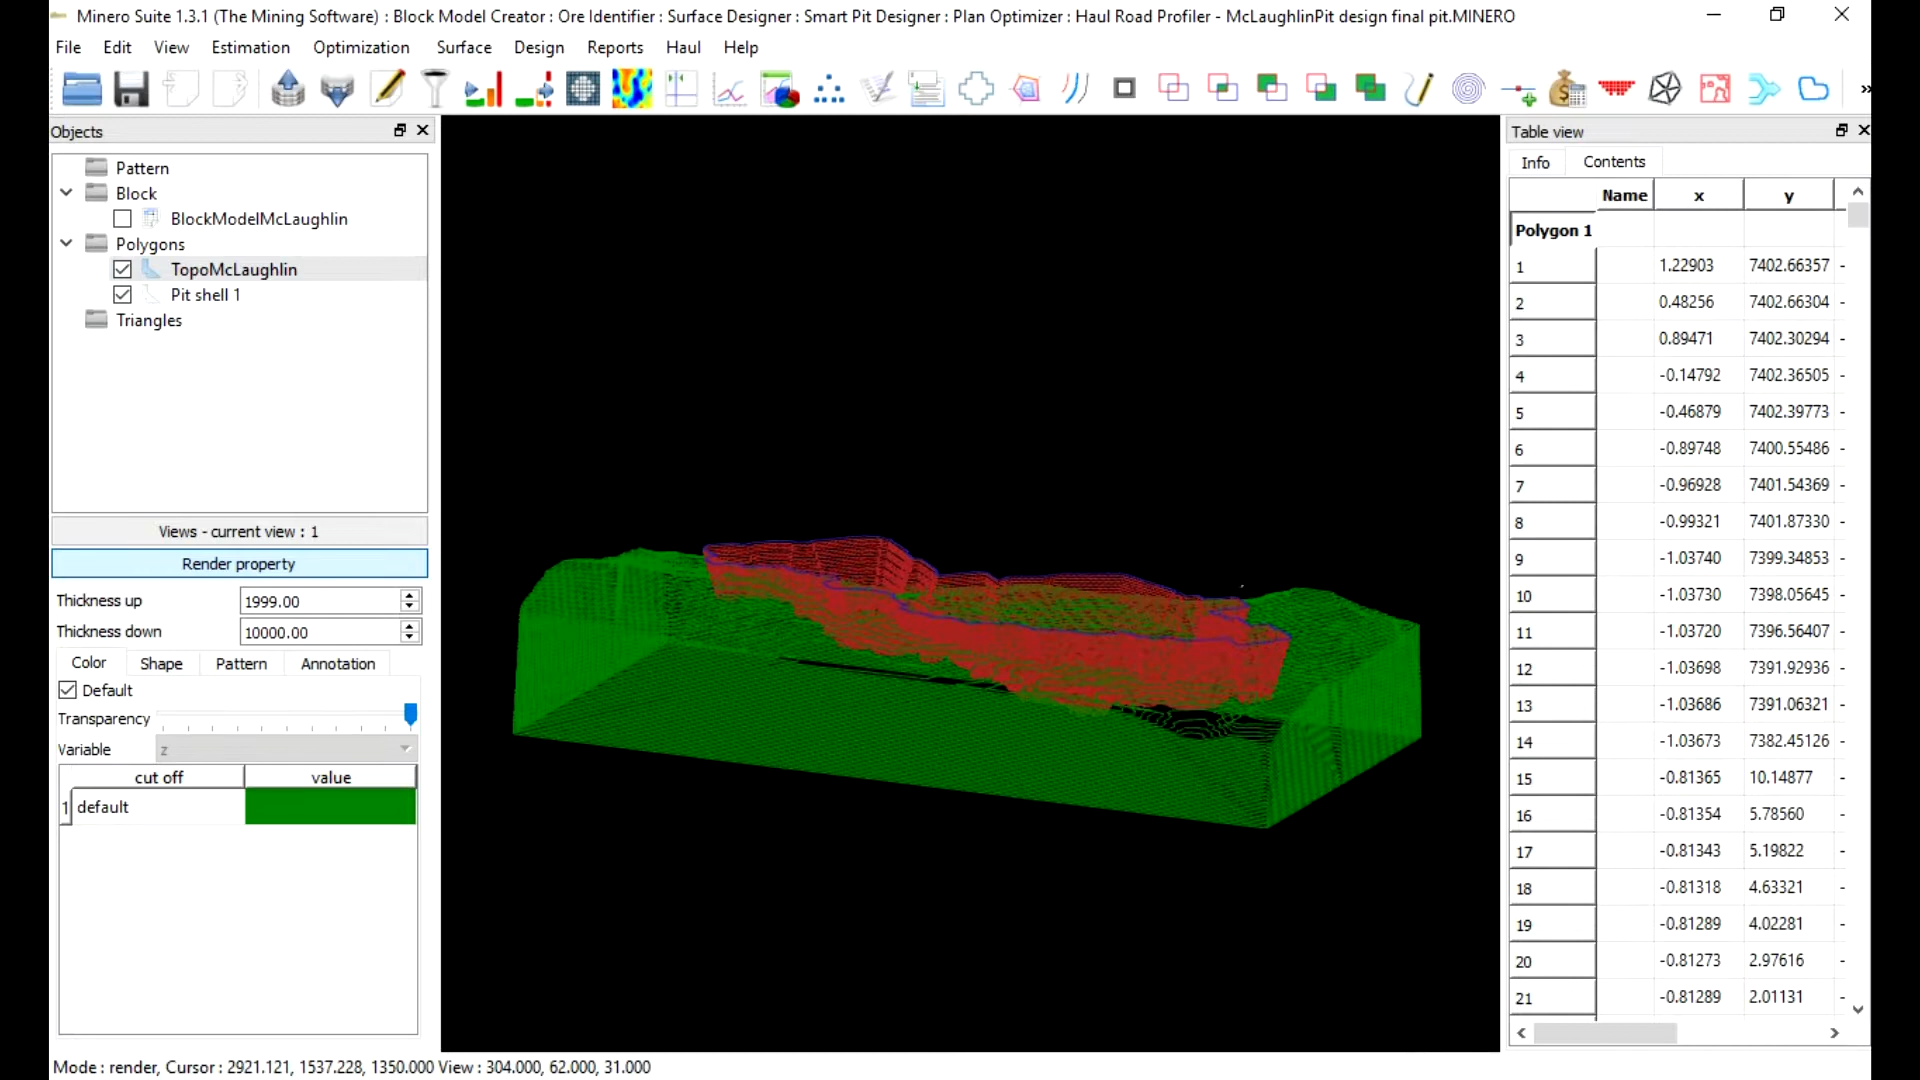 Minero Suite 1.3.1 (The Mining Software) : Block Model Creator : Ore Identifier : Surface Designer : Smart Pit Designer : Plan Optimizer : Haul Road Profiler - McLaughlinPit design final pit.MINERO
File Edit View Estimation Optimization Surface Design Reports Haul Help
»
Objects
Pattern
Block
BlockModelMcLaughlin
Polygons
TopoMcLaughlin
Pit shell 1
Triangles
Views - current view : 1
Render property
Thickness up 1999.00
Thickness down 10000.00
Color Shape Pattern Annotation
Default
Transparency
Variable z
cut off value
1 default
Table view
Info Contents
Name x y
Polygon 1
1 1.22903 7402.66357 -
2 0.48256 7402.66304 -
3 0.89471 7402.30294 -
4 -0.14792 7402.36505 -
5 -0.46879 7402.39773 -
6 -0.89748 7400.55486 -
7 -0.96928 7401.54369 -
8 -0.99321 7401.87330 -
9 -1.03740 7399.34853 -
10 -1.03730 7398.05645 -
11 -1.03720 7396.56407 -
12 -1.03698 7391.92936 -
13 -1.03686 7391.06321 -
14 -1.03673 7382.45126 -
15 -0.81365 10.14877 -
16 -0.81354 5.78560 -
17 -0.81343 5.19822 -
18 -0.81318 4.63321 -
19 -0.81289 4.02281 -
20 -0.81273 2.97616 -
21 -0.81289 2.01131 -
Mode : render, Cursor : 2921.121, 1537.228, 1350.000 View : 304.000, 62.000, 31.000